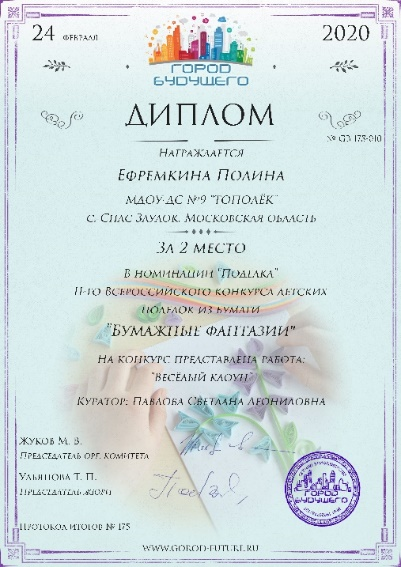 24 ФЕВРАЛЯ
2020
ГОРОД
БУДУЩЕГО
ДИПЛОМ
№ GB 175-010
НАГРАЖДАЕТСЯ
ЕФРЕМКИНА ПОЛИНА
МДОУ-ДС №9 "ТОПОЛЁК"
С. СПАС ЗАУЛОК, МОСКОВСКАЯ ОБЛАСТЬ
ЗА 2 МЕСТО
В НОМИНАЦИИ "ПОДЕЛКА"
II-ГО ВСЕРОССИЙСКОГО КОНКУРСА ДЕТСКИХ
ПОДЕЛОК ИЗ БУМАГИ
"БУМАЖНЫЕ ФАНТАЗИИ"
НА КОНКУРС ПРЕДСТАВЛЕНА РАБОТА:
"ВЕСЁЛЫЙ КЛОУН"
КУРАТОР: ПАВЛОВА СВЕТЛАНА ЛЕОНИДОВНА
ЖУКОВ М. В.
ПРЕДСЕДАТЕЛЬ ОРГ. КОМИТЕТА
УЛЬЯНОВА Т. П.
ПРЕДСТАВИТЕЛЬ ЖЮРИ
ГОРОД
БУДУЩЕГО
ПРОТОКОЛ ИТОГОВ № 175
WWW.GOROD-FUTURE.RU